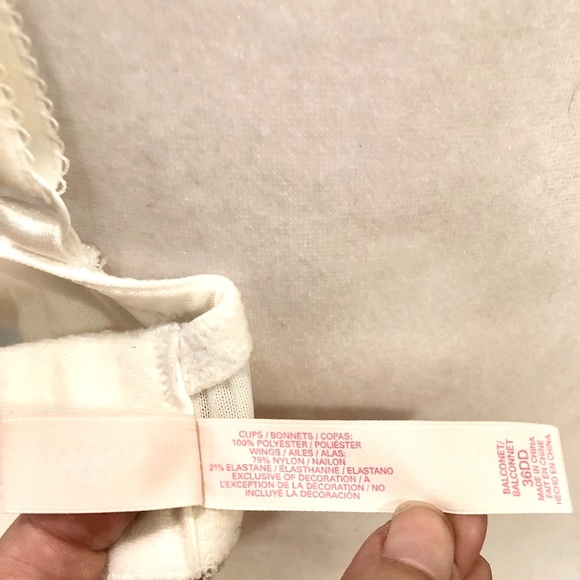 CUPS / BONNETS / COPAS:
100% POLYESTER / POLIÉSTER
WINGS / AILES / ALAS:
79% NYLON / NAILON
21% ELASTANE / ÉLASTHANNE / ELASTANO
EXCLUSIVE OF DECORATION / A
L'EXCEPTION DE LA DÉCORATION / NO
INCLUYE LA DECORACIÓN
BALCONET/
BALCONNET
36DD
MADE IN CHINA
FAIT EN CHINE
HECHO EN CHINA